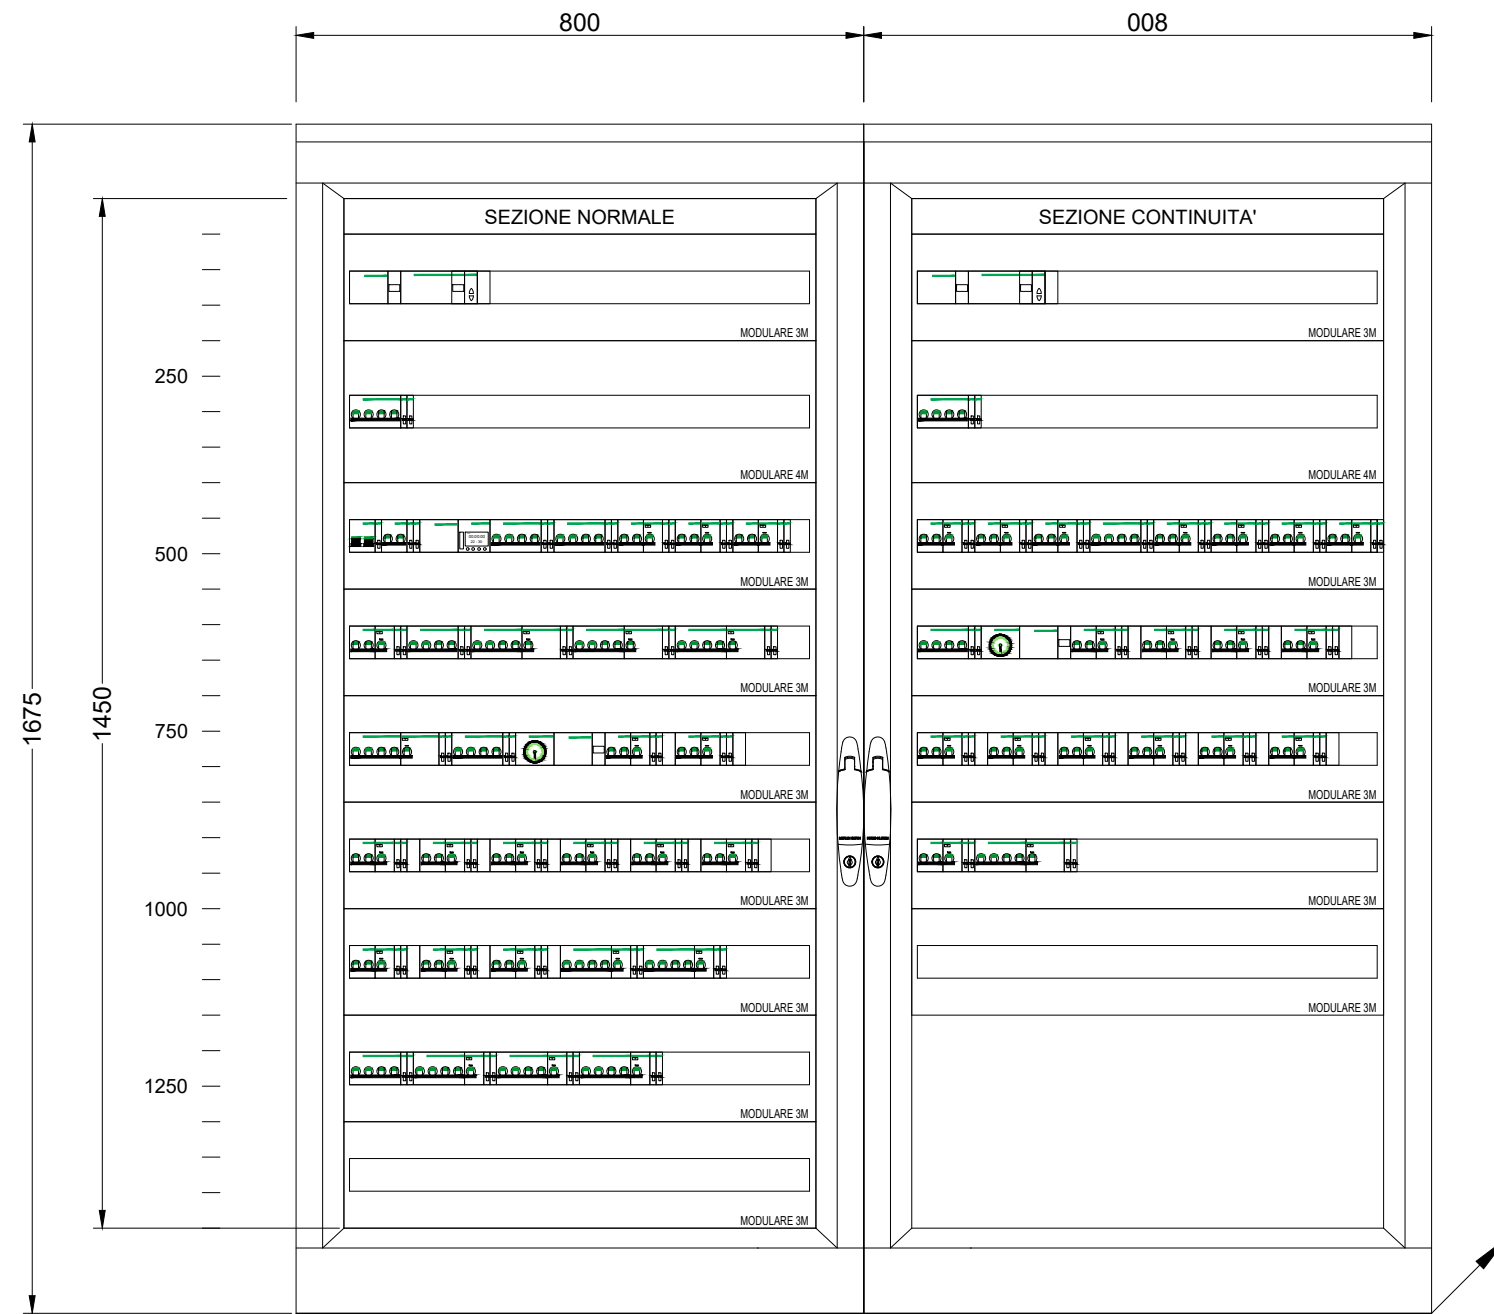 800 008
SEZIONE NORMALE SEZIONE CONTINUITA'
MODULARE 3M MODULARE 3M
250
MODULARE 4M MODULARE 4M
500
MODULARE 3M MODULARE 3M
MODULARE 3M MODULARE 3M
1675
1450
750
MODULARE 3M MODULARE 3M
MODULARE 3M MODULARE 3M
1000
MODULARE 3M MODULARE 3M
1250
MODULARE 3M
MODULARE 3M